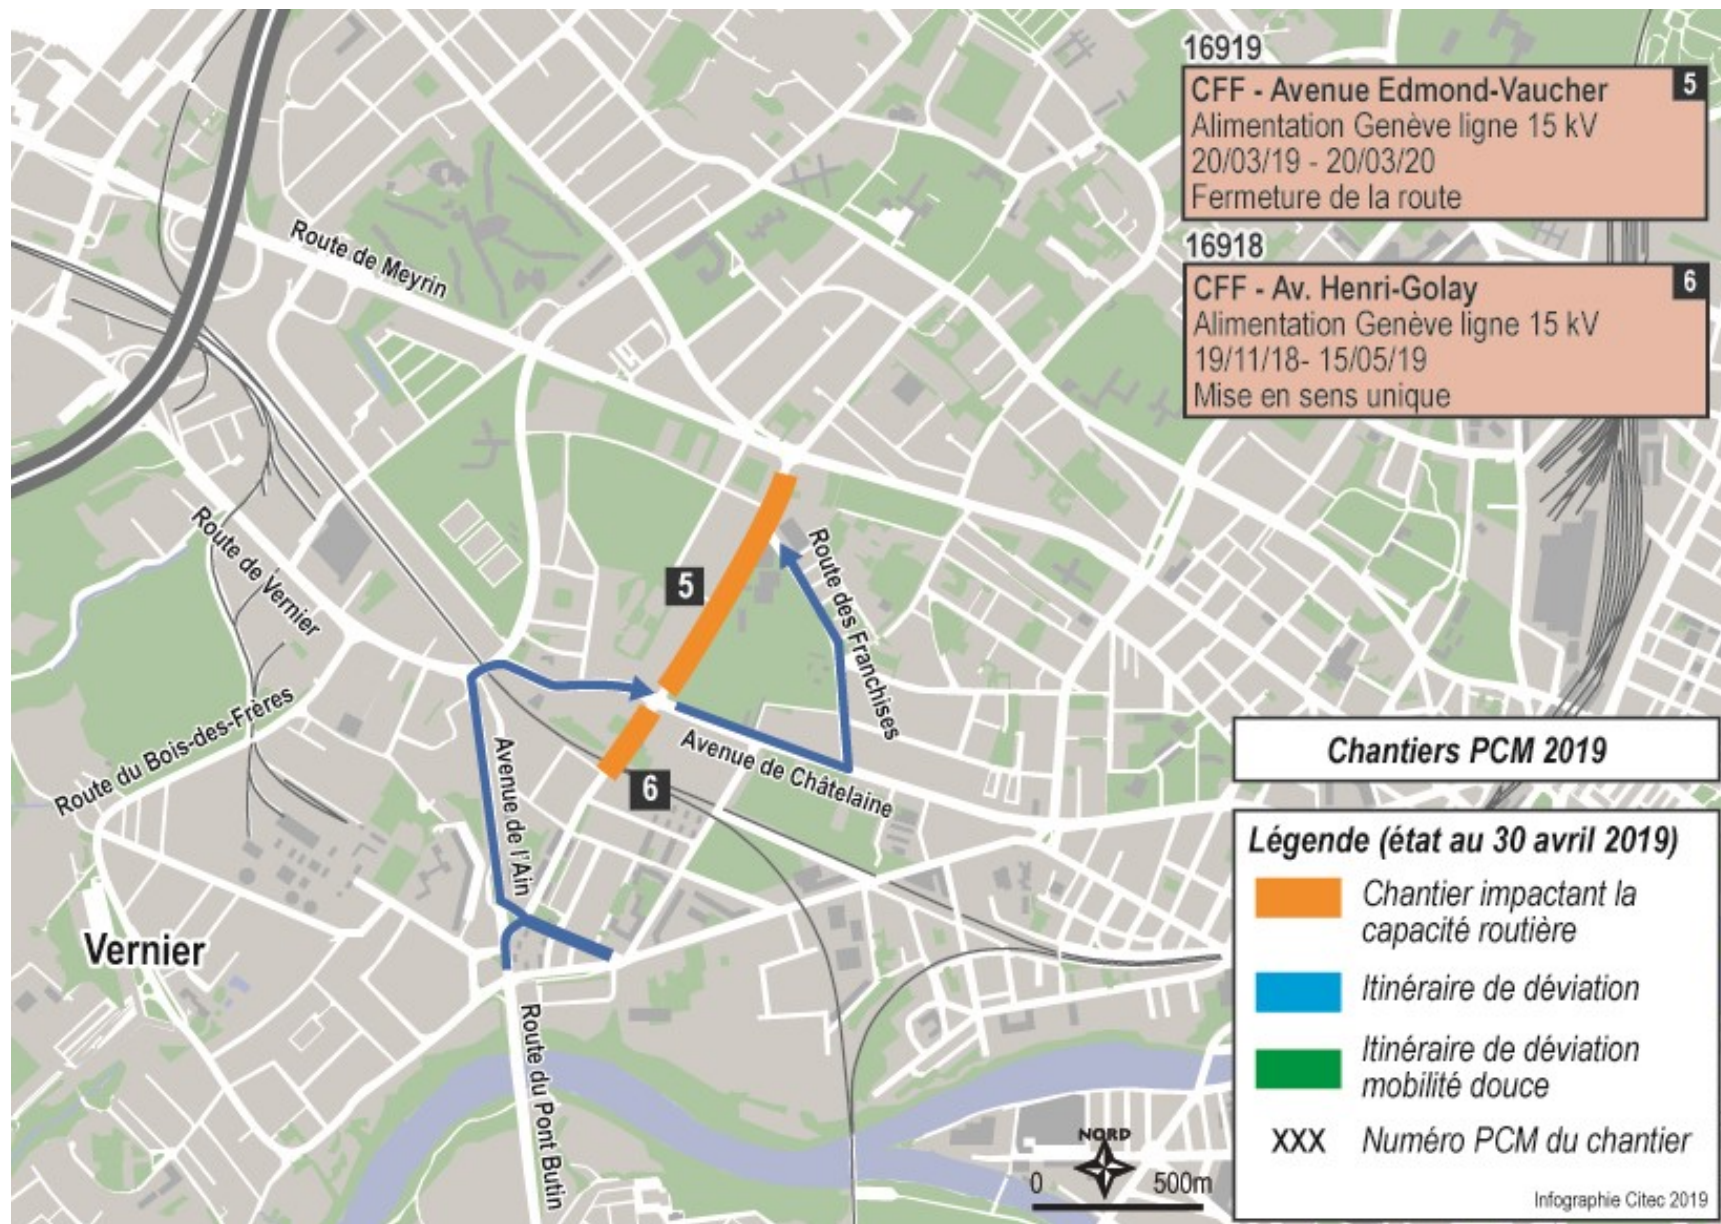 16919
CFF - Avenue Edmond-Vaucher
5
Alimentation Genève ligne 15 kV
20/03/19 - 20/03/20
Fermeture de la route
16918
CFF - Av. Henri-Golay
6
Alimentation Genève ligne 15 kV
19/11/18- 15/05/19
Mise en sens unique
Route de Meyrin
Route de Vernier
Route des Franchises
5
Route du Bois-des-Frères
Avenue de l'Ain
Avenue de Châtelaine
6
Vernier
Route du Pont Butin
Chantiers PCM 2019
Légende (état au 30 avril 2019)
Chantier impactant la
capacité routière
Itinéraire de déviation
Itinéraire de déviation
mobilité douce
XXX
Numéro PCM du chantier
NORD
0
500m
Infographie Citec 2019